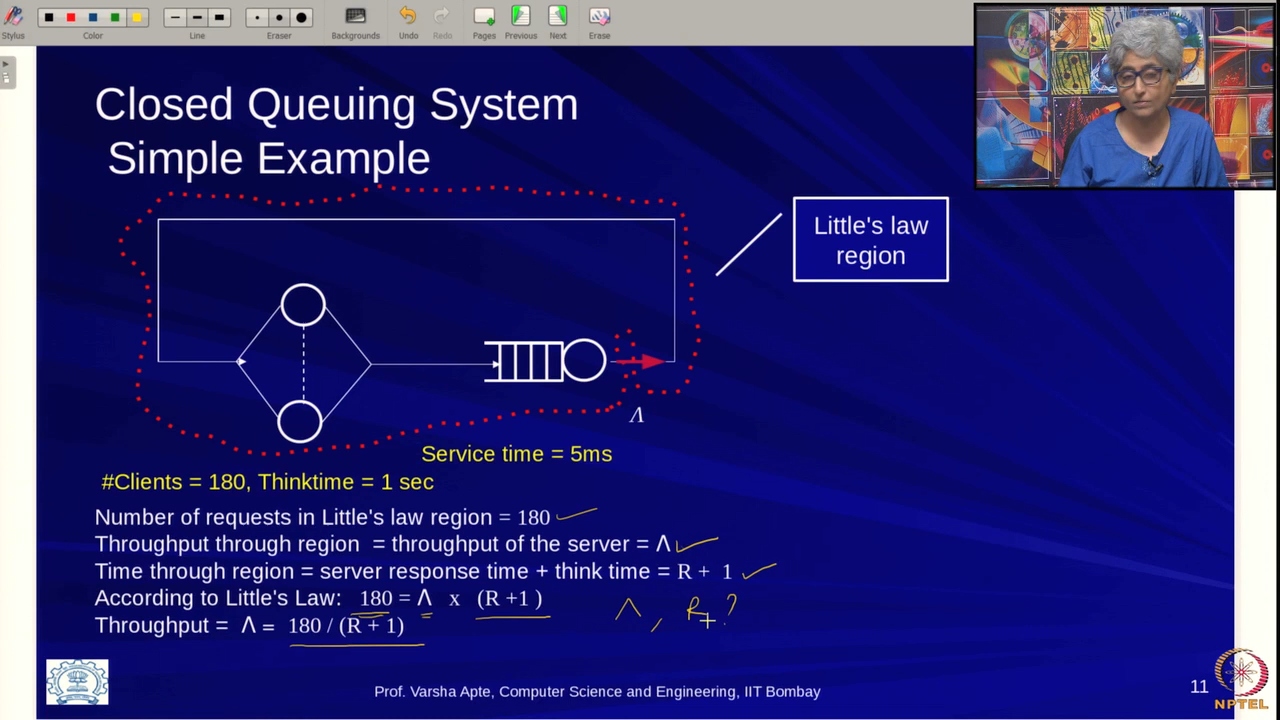 Stylus
Color
Line
Eraser
Backgrounds
Undo
Redo
Pages
Previous
Next
Erase
Closed Queuing System
Simple Example
Little's law
region
Λ
Service time = 5ms
#Clients = 180, Thinktime = 1 sec
Number of requests in Little's law region = 180
Throughput through region = throughput of the server = Λ
Time through region = server response time + think time = R + 1
According to Little's Law: 180 = Λ x (R +1 )
Λ , R ?
Throughput = Λ = 180 / (R + 1)
Prof. Varsha Apte, Computer Science and Engineering, IIT Bombay
11
NPTEL